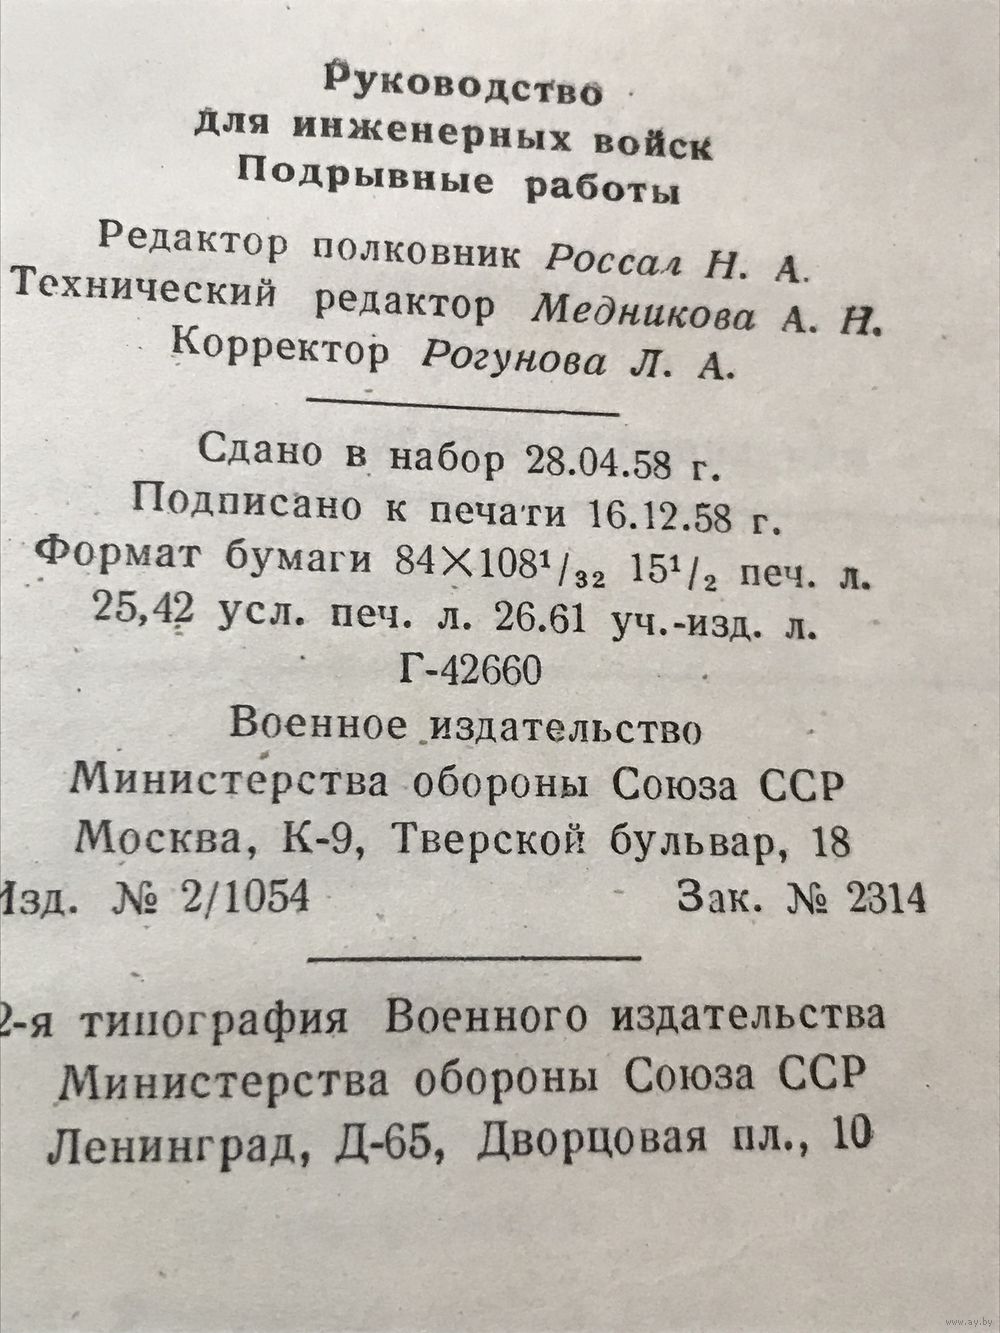 Руководство
для инженерных войск
Подрывные работы
Редактор полковник Россал Н. А.
Технический редактор Медникова А. Н.
Корректор Рогунова Л. А.
Сдано в набор 28.04.58 г.
Подписано к печати 16.12.58 г.
Формат бумаги 84×108¹/₃₂ 15¹/₂ печ. л.
25,42 усл. печ. л. 26.61 уч.-изд. л.
Г-42660
Военное издательство
Министерства обороны Союза ССР
Москва, К-9, Тверской бульвар, 18
Изд. № 2/1054 Зак. № 2314
2-я типография Военного издательства
Министерства обороны Союза ССР
Ленинград, Д-65, Дворцовая пл., 10
www.ay.by